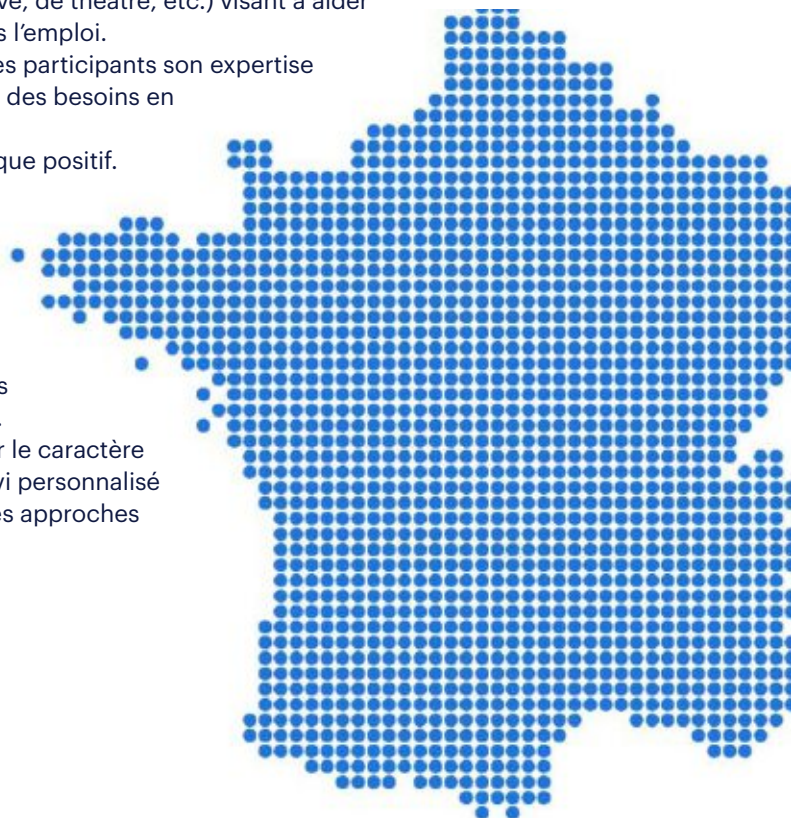 ve, de théâtre, etc.) visant à aider
s l’emploi.
es participants son expertise
des besoins en
que positif.
s
r le caractère
vi personnalisé
es approches